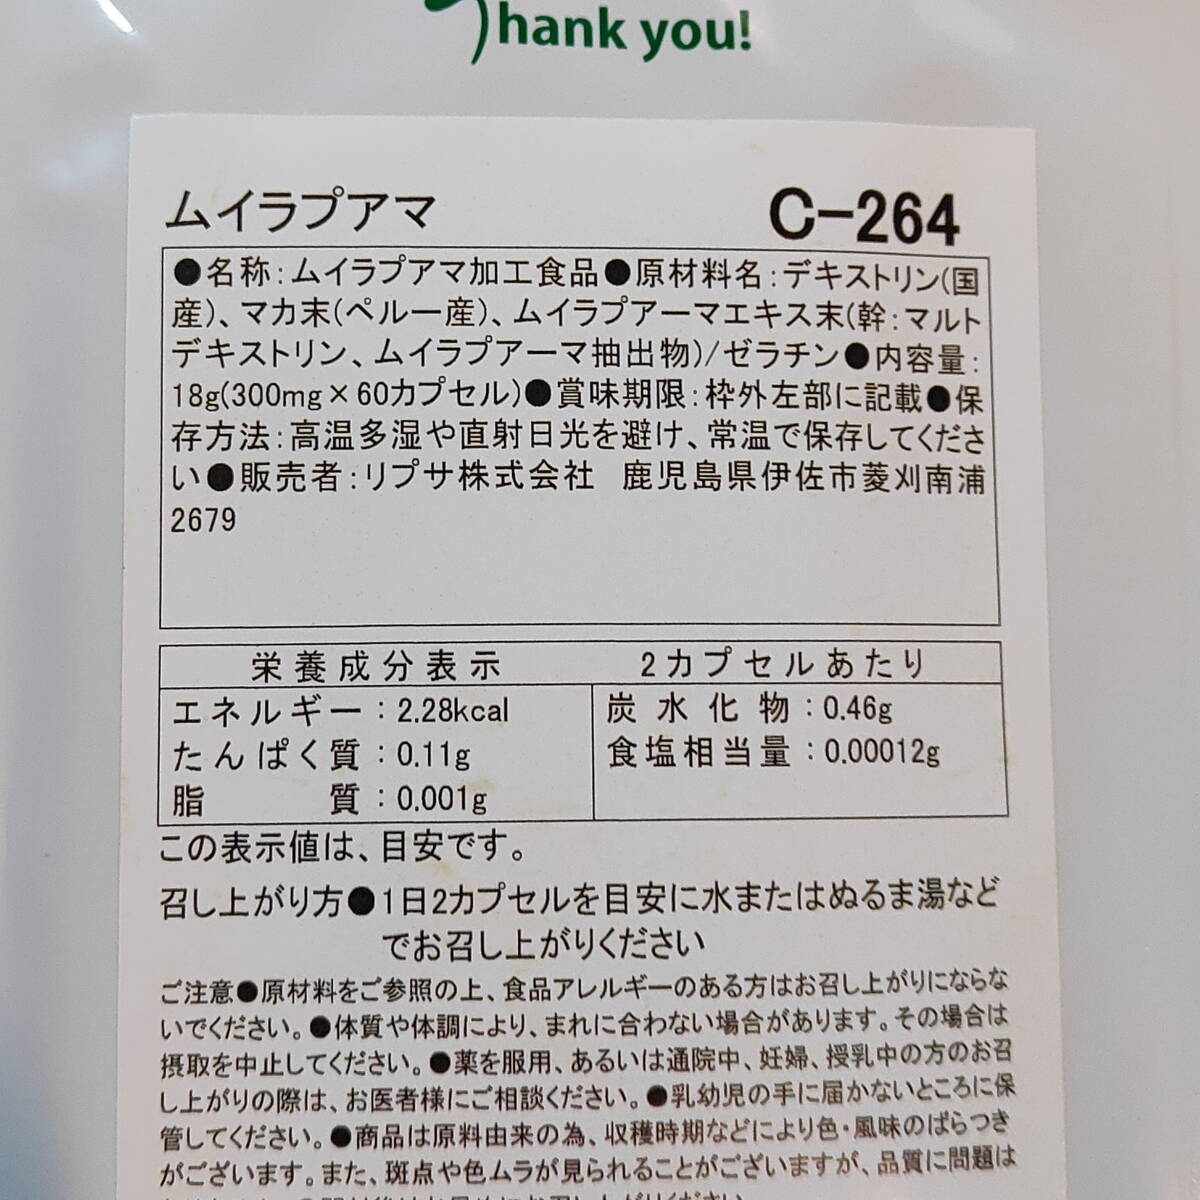 Thank you!
ムイラプアマ C-264
●名称:ムイラプアマ加工食品●原材料名:デキストリン(国
産)、マカ末(ペルー産)、ムイラプアーマエキス末(幹:マルト
デキストリン、ムイラプアーマ抽出物)/ゼラチン●内容量:
18g(300mg×60カプセル)●賞味期限:枠外左部に記載●保
存方法:高温多湿や直射日光を避け、常温で保存してくださ
い●販売者:リプサ株式会社 鹿児島県伊佐市菱刈南浦
2679
栄養成分表示 2カプセルあたり
エネルギー:2.28kcal 炭水化物:0.46g
たんぱく質:0.11g 食塩相当量:0.00012g
脂質:0.001g
この表示値は、目安です。
召し上がり方●1日2カプセルを目安に水またはぬるま湯など
でお召し上がりください
ご注意●原材料をご参照の上、食品アレルギーのある方はお召し上がりにならな
いでください。●体質や体調により、まれに合わない場合があります。その場合は
摂取を中止してください。●薬を服用、あるいは通院中、妊婦、授乳中の方のお召
し上がりの際は、お医者様にご相談ください。●乳幼児の手に届かないところに保
管してください。●商品は原料由来の為、収穫時期などにより色・風味のばらつき
がございます。また、斑点や色ムラが見られることがございますが、品質に問題は